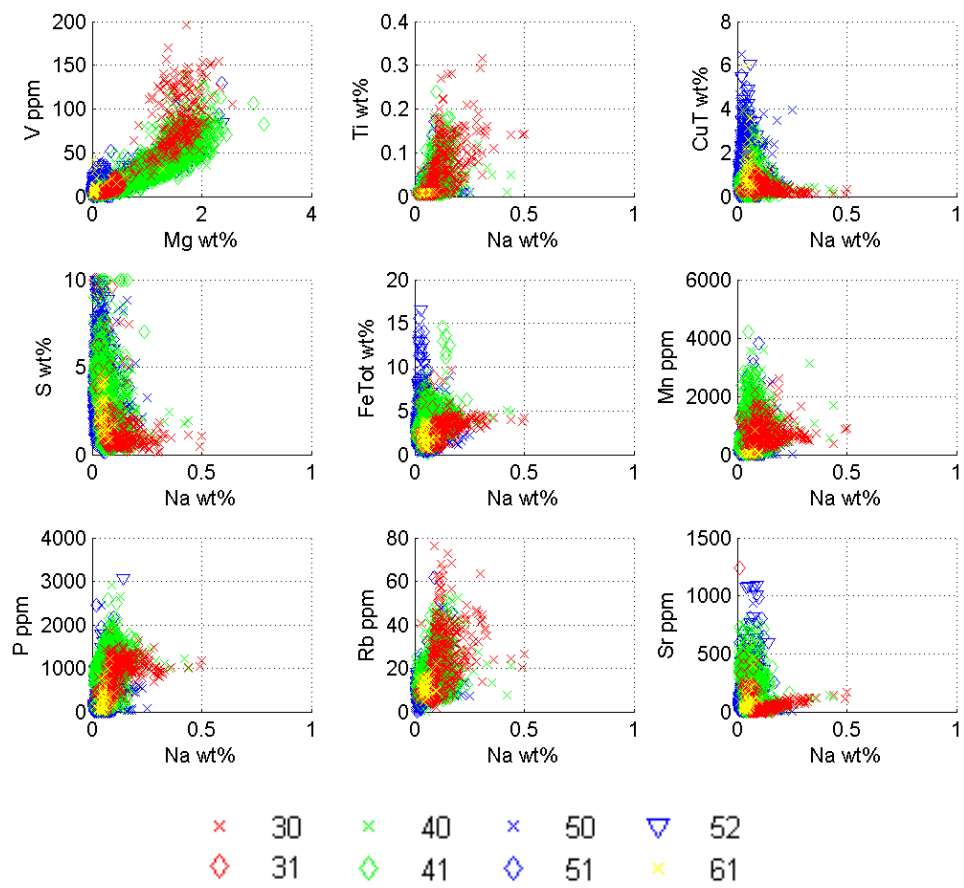 200
150
100
50
0
V ppm
0 2 4
Mg wt%
0.4
0.3
0.2
0.1
0
Ti wt%
0 0.5 1
Na wt%
8
6
4
2
0
CuT wt%
0 0.5 1
Na wt%
10
5
0
S wt%
0 0.5 1
Na wt%
20
15
10
5
0
FeTot wt%
0 0.5 1
Na wt%
6000
4000
2000
0
Mn ppm
0 0.5 1
Na wt%
4000
3000
2000
1000
0
P ppm
0 0.5 1
Na wt%
80
60
40
20
0
Rb ppm
0 0.5 1
Na wt%
1500
1000
500
0
Sr ppm
0 0.5 1
Na wt%
30 40 50 52
31 41 51 61